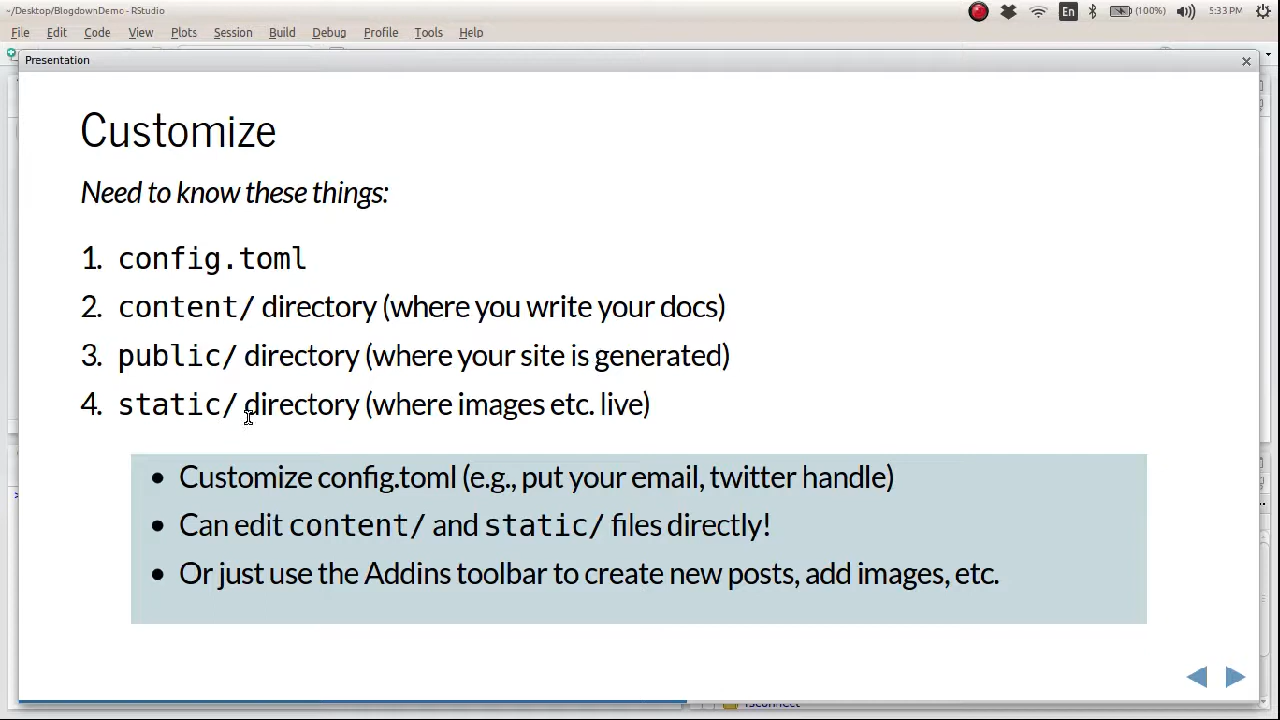 ~/Desktop/BlogdownDemo - RStudio
En
(100%)
5:33 PM
File Edit Code View Plots Session Build Debug Profile Tools Help
Presentation
Customize
Need to know these things:
1. config.toml
2. content/ directory (where you write your docs)
3. public/ directory (where your site is generated)
4. static/ directory (where images etc. live)
• Customize config.toml (e.g., put your email, twitter handle)
• Can edit content/ and static/ files directly!
• Or just use the Addins toolbar to create new posts, add images, etc.